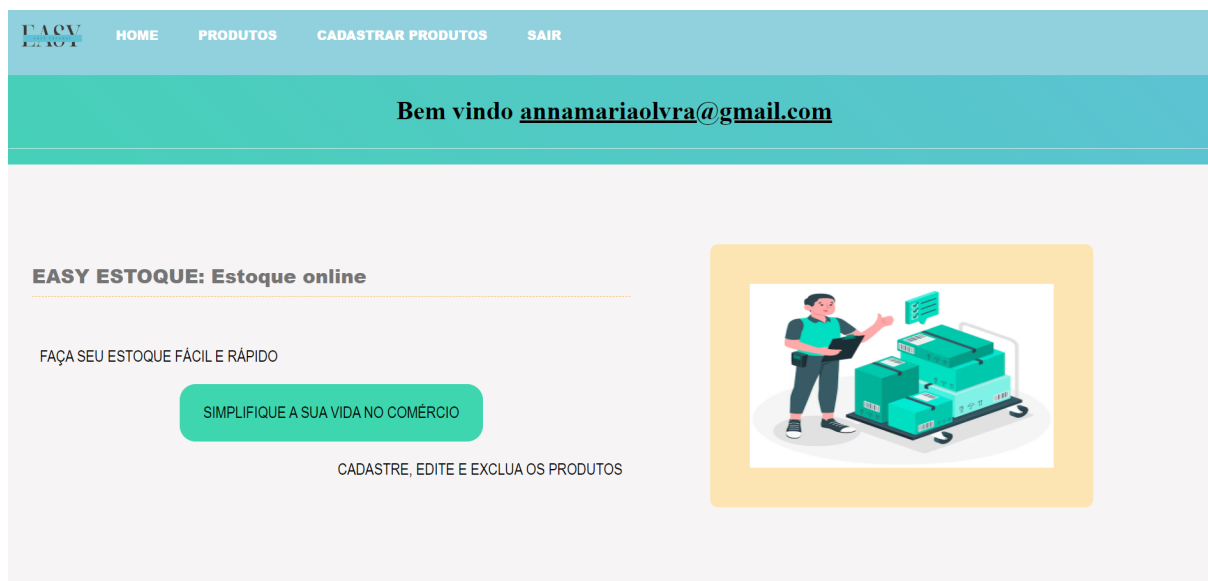 EASY
HOME PRODUTOS CADASTRAR PRODUTOS SAIR
Bem vindo annamariaolvra@gmail.com
EASY ESTOQUE: Estoque online
FAÇA SEU ESTOQUE FÁCIL E RÁPIDO
SIMPLIFIQUE A SUA VIDA NO COMÉRCIO
CADASTRE, EDITE E EXCLUA OS PRODUTOS